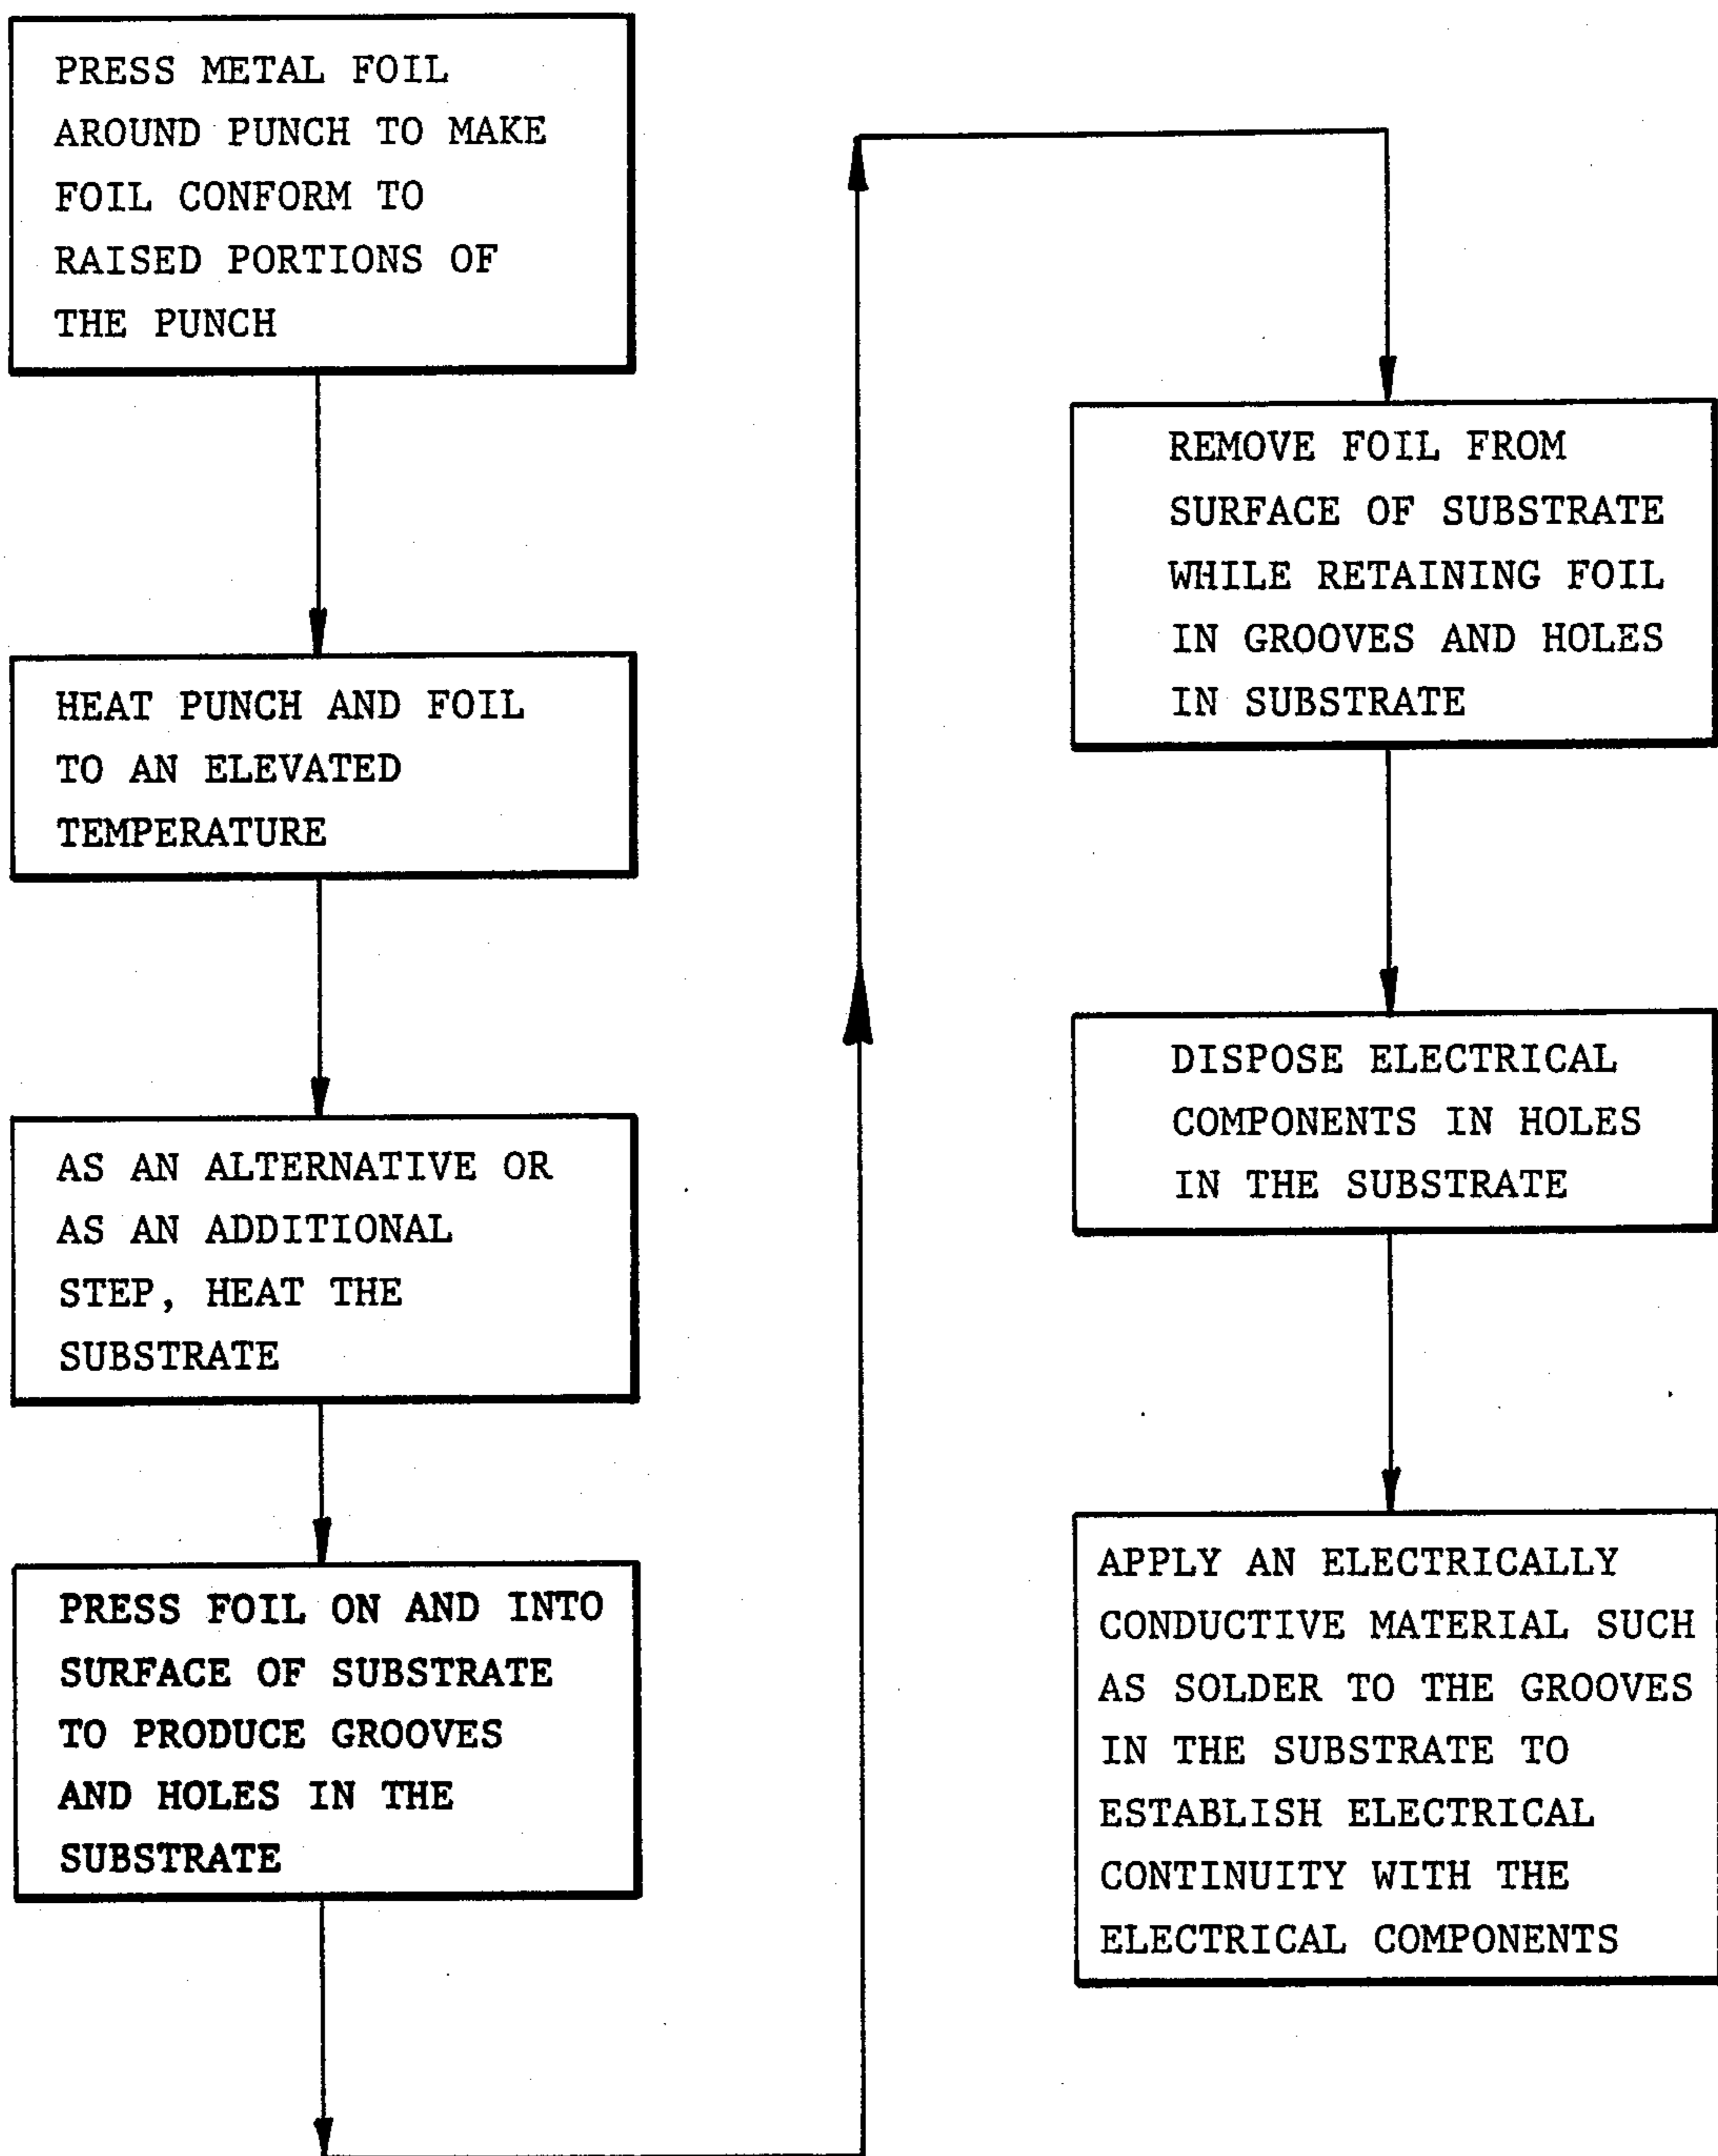 PRESS METAL FOIL
AROUND PUNCH TO MAKE
FOIL CONFORM TO
RAISED PORTIONS OF
THE PUNCH
HEAT PUNCH AND FOIL
TO AN ELEVATED
TEMPERATURE
AS AN ALTERNATIVE OR
AS AN ADDITIONAL
STEP, HEAT THE
SUBSTRATE
PRESS FOIL ON AND INTO
SURFACE OF SUBSTRATE
TO PRODUCE GROOVES
AND HOLES IN THE
SUBSTRATE
REMOVE FOIL FROM
SURFACE OF SUBSTRATE
WHILE RETAINING FOIL
IN GROOVES AND HOLES
IN SUBSTRATE
DISPOSE ELECTRICAL
COMPONENTS IN HOLES
IN THE SUBSTRATE
APPLY AN ELECTRICALLY
CONDUCTIVE MATERIAL SUCH
AS SOLDER TO THE GROOVES
IN THE SUBSTRATE TO
ESTABLISH ELECTRICAL
CONTINUITY WITH THE
ELECTRICAL COMPONENTS